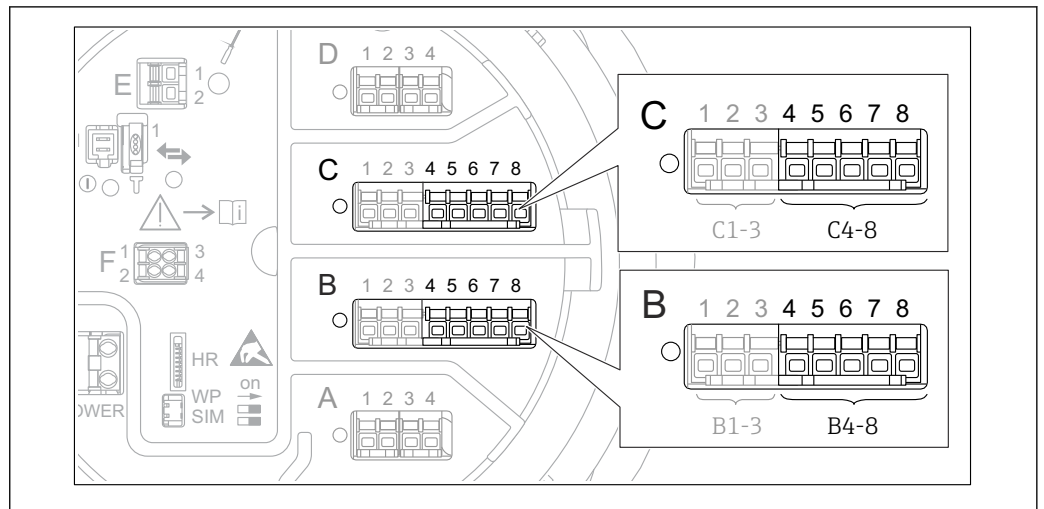 D 1 2 3 4
E 1
2
1
C 1 2 3 4 5 6 7 8
i
F 1 3
2 4
B 1 2 3 4 5 6 7 8
HR
WP on
SIM
OWER
A 1 2 3 4
C 1 2 3 4 5 6 7 8
C1-3 C4-8
B 1 2 3 4 5 6 7 8
B1-3 B4-8